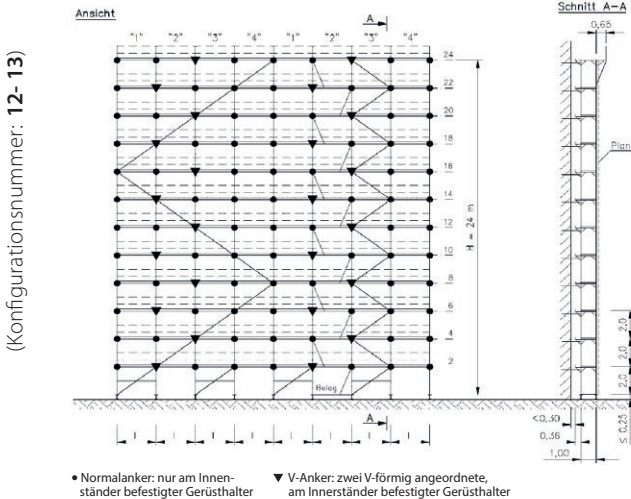 (Konfigurationsnummer: 12- 13)
Ansicht
A
"1" "2" "3" "4" "1" "2" "3" "4"
24
22
20
18
16
14
12
10
8
6
4
2
H = 24 m
Belag
A
l l l l l l l l
Schnitt A-A
0,65
Plane
2,0
2,0
2,0
≤ 0,25
<0,30
0,36
1,00
• Normalanker: nur am Innen-
ständer befestigter Gerüsthalter
▼ V-Anker: zwei V-förmig angeordnete,
am Innerständer befestigter Gerüsthalter